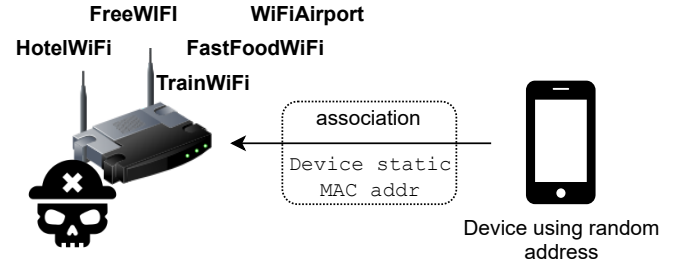 FreeWIFI WiFiAirport
HotelWiFi FastFoodWiFi
TrainWiFi
association
Device static
MAC addr
Device using random
address